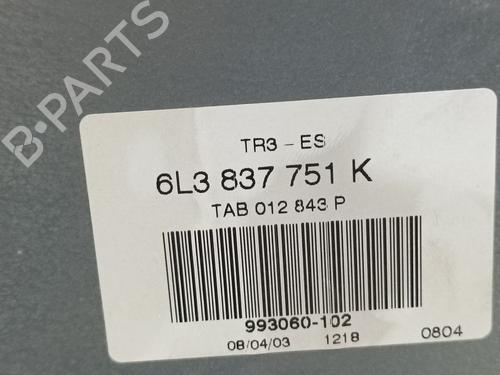 B-PARTS
TR3 - ES
6L3 837 751 K
TAB 012 843 P
993060-102
08/04/03 1218 0804